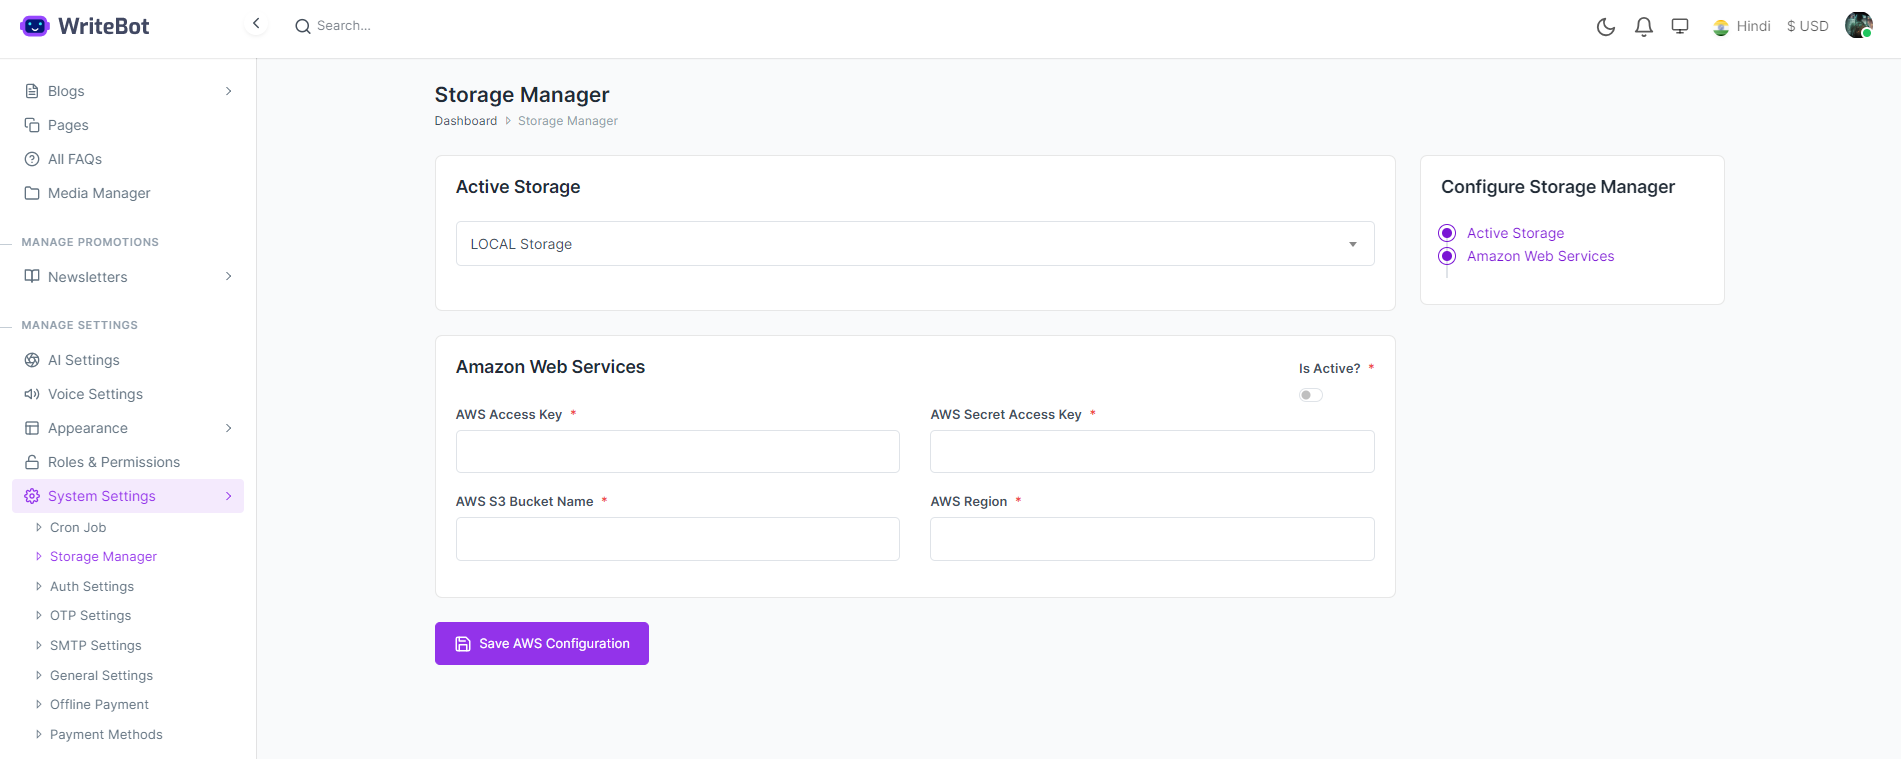 WriteBot
Search...
Hindi
$ USD
Blogs
Pages
All FAQs
Media Manager
MANAGE PROMOTIONS
Newsletters
MANAGE SETTINGS
AI Settings
Voice Settings
Appearance
Roles & Permissions
System Settings
Cron Job
Storage Manager
Auth Settings
OTP Settings
SMTP Settings
General Settings
Offline Payment
Payment Methods
Storage Manager
Dashboard Storage Manager
Active Storage
LOCAL Storage
Amazon Web Services
Is Active? *
AWS Access Key *
AWS Secret Access Key *
AWS S3 Bucket Name *
AWS Region *
Save AWS Configuration
Configure Storage Manager
Active Storage
Amazon Web Services